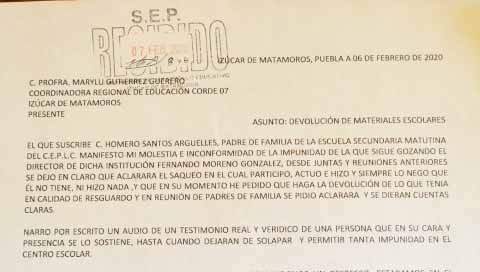 S.E.P.
RECIBIDO
07 FEB 2020
IZÚCAR DE MATAMOROS, PUEBLA A 06 DE FEBRERO DE 2020
C. PROFRA. MARYLU GUTIERREZ GUERERO
COORDINADORA REGIONAL DE EDUCACIÓN CORDE 07
IZÚCAR DE MATAMOROS
PRESENTE
ASUNTO: DEVOLUCIÓN DE MATERIALES ESCOLARES
EL QUE SUSCRIBE C. HOMERO SANTOS ARGUELLES, PADRE DE FAMILIA DE LA ESCUELA SECUNDARIA MATUTINA
DEL C.E.P.L.C. MANIFESTO MI MOLESTIA E INCONFORMIDAD DE LA IMPUNIDAD DE LA QUE SIGUE GOZANDO EL
DIRECTOR DE DICHA INSTITUCIÓN FERNANDO MORENO GONZALEZ, DESDE JUNTAS Y REUNIONES ANTERIORES
SE DEJO EN CLARO QUE ACLARARA EL SAQUEO EN EL CUAL PARTICIPO, ACTUO E HIZO Y SIEMPRE LO NEGO QUE
ÉL NO TIENE, NI HIZO NADA ,Y QUE EN SU MOMENTO HE PEDIDO QUE HAGA LA DEVOLUCIÓN DE LO QUE TENIA
EN CALIDAD DE RESGUARDO Y EN REUNIÓN DE PADRES DE FAMILIA SE PIDIO ACLARARA . Y SE DIERAN CUENTAS
CLARAS.
NARRO POR ESCRITO UN AUDIO DE UN TESTIMONIO REAL Y VERIDICO DE UNA PERSONA QUE EN SU CARA Y
PRESENCIA SE LO SOSTIENE, HASTA CUANDO DEJARAN DE SOLAPAR Y PERMITIR TANTA IMPUNIDAD EN EL
CENTRO ESCOLAR.